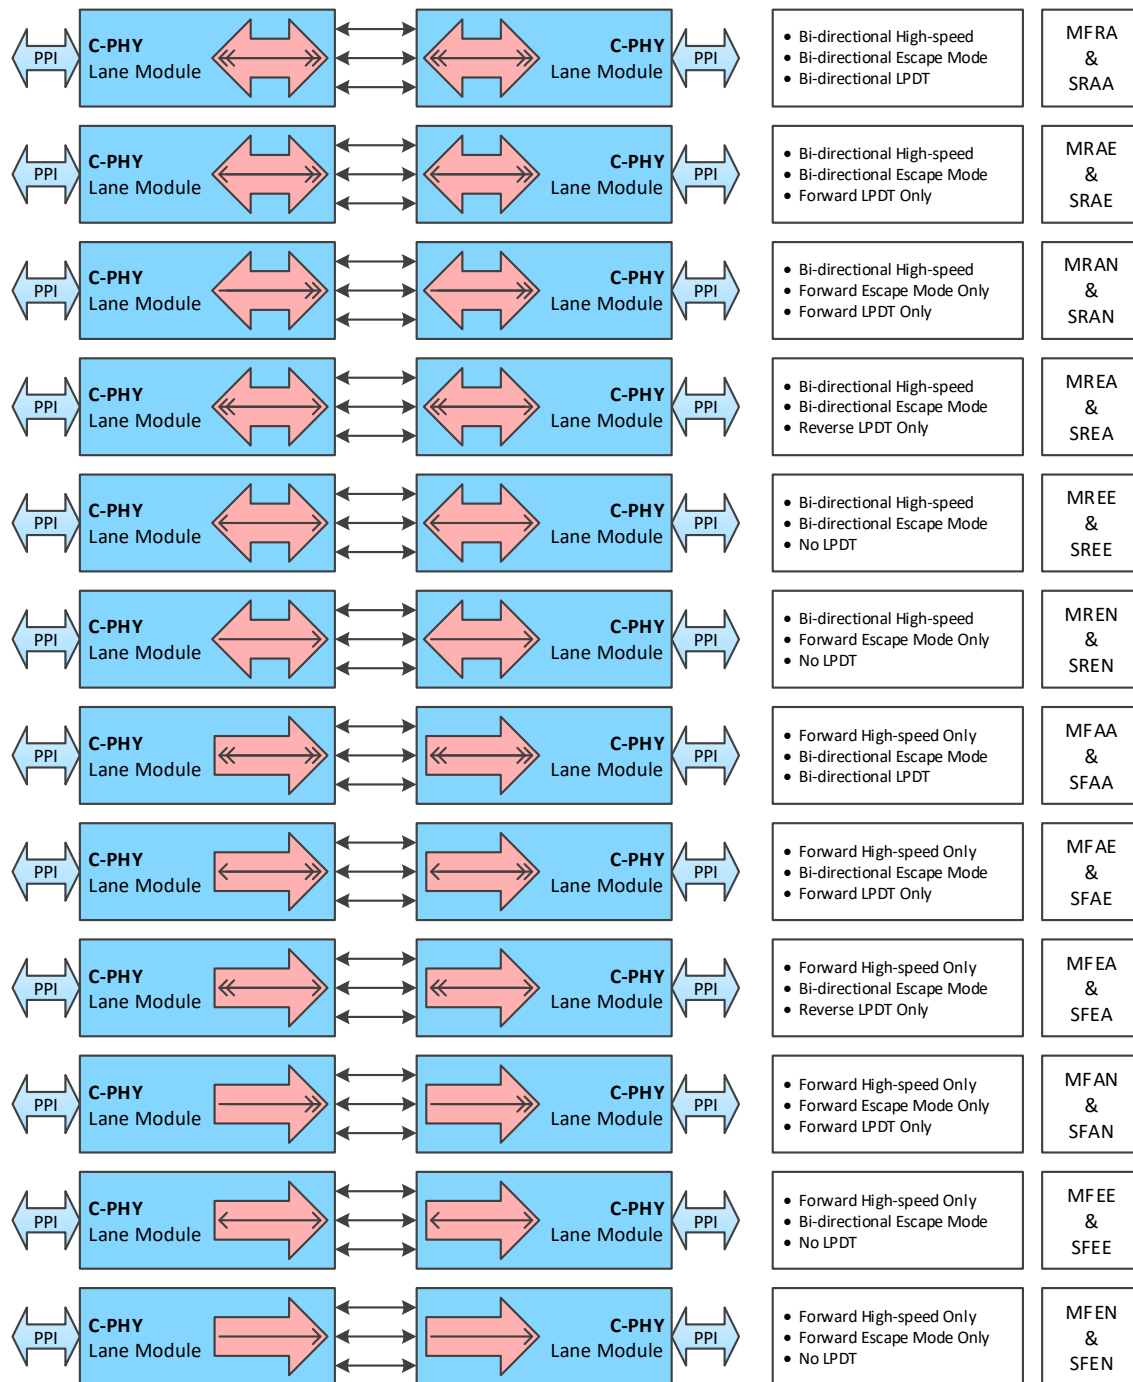 PPI
C-PHY
Lane Module
C-PHY
Lane Module
PPI
• Bi-directional High-speed
• Bi-directional Escape Mode
• Bi-directional LPDT
MFRA
&
SRAA
PPI
C-PHY
Lane Module
C-PHY
Lane Module
PPI
• Bi-directional High-speed
• Bi-directional Escape Mode
• Forward LPDT Only
MRAE
&
SRAE
PPI
C-PHY
Lane Module
C-PHY
Lane Module
PPI
• Bi-directional High-speed
• Forward Escape Mode Only
• Forward LPDT Only
MRAN
&
SRAN
PPI
C-PHY
Lane Module
C-PHY
Lane Module
PPI
• Bi-directional High-speed
• Bi-directional Escape Mode
• Reverse LPDT Only
MREA
&
SREA
PPI
C-PHY
Lane Module
C-PHY
Lane Module
PPI
• Bi-directional High-speed
• Bi-directional Escape Mode
• No LPDT
MREE
&
SREE
PPI
C-PHY
Lane Module
C-PHY
Lane Module
PPI
• Bi-directional High-speed
• Forward Escape Mode Only
• No LPDT
MREN
&
SREN
PPI
C-PHY
Lane Module
C-PHY
Lane Module
PPI
• Forward High-speed Only
• Bi-directional Escape Mode
• Bi-directional LPDT
MFAA
&
SFAA
PPI
C-PHY
Lane Module
C-PHY
Lane Module
PPI
• Forward High-speed Only
• Bi-directional Escape Mode
• Forward LPDT Only
MFAE
&
SFAE
PPI
C-PHY
Lane Module
C-PHY
Lane Module
PPI
• Forward High-speed Only
• Bi-directional Escape Mode
• Reverse LPDT Only
MFEA
&
SFEA
PPI
C-PHY
Lane Module
C-PHY
Lane Module
PPI
• Forward High-speed Only
• Forward Escape Mode Only
• Forward LPDT Only
MFAN
&
SFAN
PPI
C-PHY
Lane Module
C-PHY
Lane Module
PPI
• Forward High-speed Only
• Bi-directional Escape Mode
• No LPDT
MFEE
&
SFEE
PPI
C-PHY
Lane Module
C-PHY
Lane Module
PPI
• Forward High-speed Only
• Forward Escape Mode Only
• No LPDT
MFEN
&
SFEN